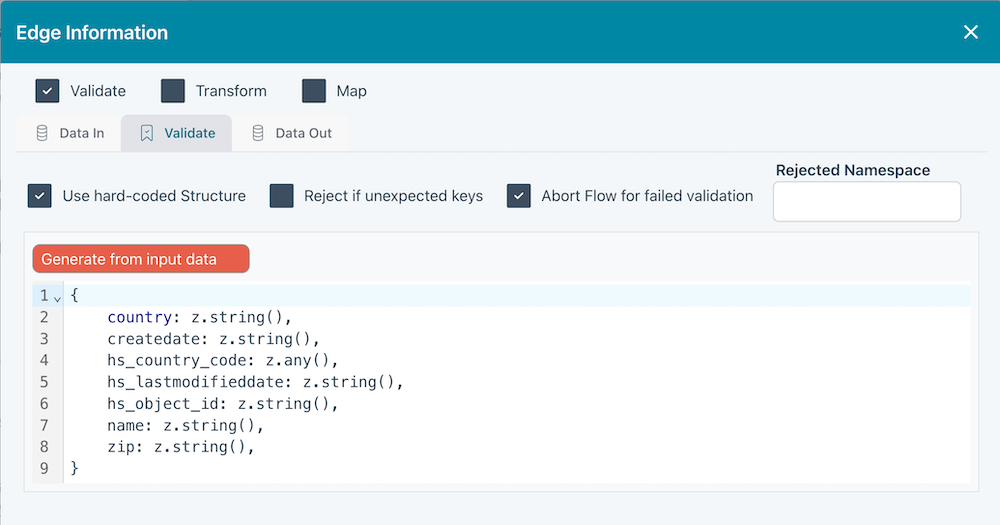 Edge Information
Validate Transform Map
Data In Validate Data Out
Rejected Namespace
Use hard-coded Structure Reject if unexpected keys Abort Flow for failed validation
Generate from input data
1 {
2 country: z.string(),
3 createdate: z.string(),
4 hs_country_code: z.any(),
5 hs_lastmodifieddate: z.string(),
6 hs_object_id: z.string(),
7 name: z.string(),
8 zip: z.string(),
9 }